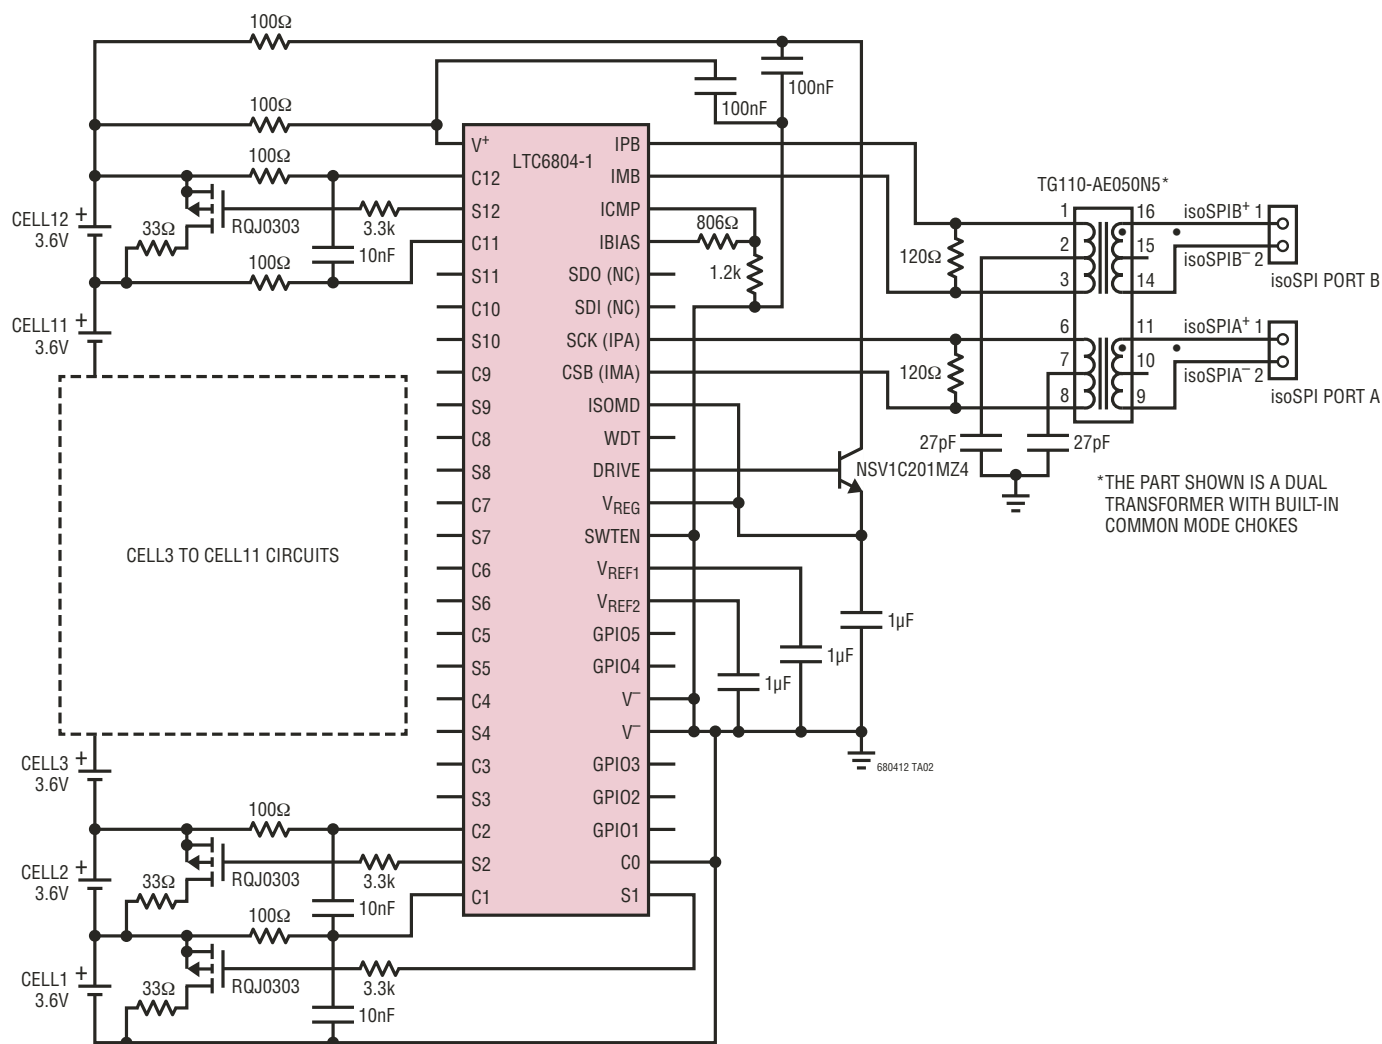 100Ω
100nF
100nF
100Ω
100Ω
CELL12
3.6V
+
33Ω
RQJ0303
3.3k
10nF
100Ω
CELL11
3.6V
+
CELL3 TO CELL11 CIRCUITS
CELL3
3.6V
+
100Ω
CELL2
3.6V
+
33Ω
RQJ0303
3.3k
10nF
100Ω
CELL1
3.6V
+
33Ω
RQJ0303
3.3k
10nF
LTC6804-1
V+
C12
S12
C11
S11
C10
S10
C9
S9
C8
S8
C7
S7
C6
S6
C5
S5
C4
S4
C3
S3
C2
S2
C1
IPB
IMB
ICMP
IBIAS
SDO (NC)
SDI (NC)
SCK (IPA)
CSB (IMA)
ISOMD
WDT
DRIVE
VREG
SWTEN
VREF1
VREF2
GPIO5
GPIO4
V–
V–
GPIO3
GPIO2
GPIO1
C0
S1
806Ω
1.2k
120Ω
120Ω
TG110-AE050N5*
1
2
3
6
7
8
16
15
14
11
10
9
isoSPIB+ 1
isoSPIB– 2
isoSPI PORT B
isoSPIA+ 1
isoSPIA– 2
isoSPI PORT A
27pF
27pF
NSV1C201MZ4
*THE PART SHOWN IS A DUAL
TRANSFORMER WITH BUILT-IN
COMMON MODE CHOKES
1µF
1µF
1µF
680412 TA02